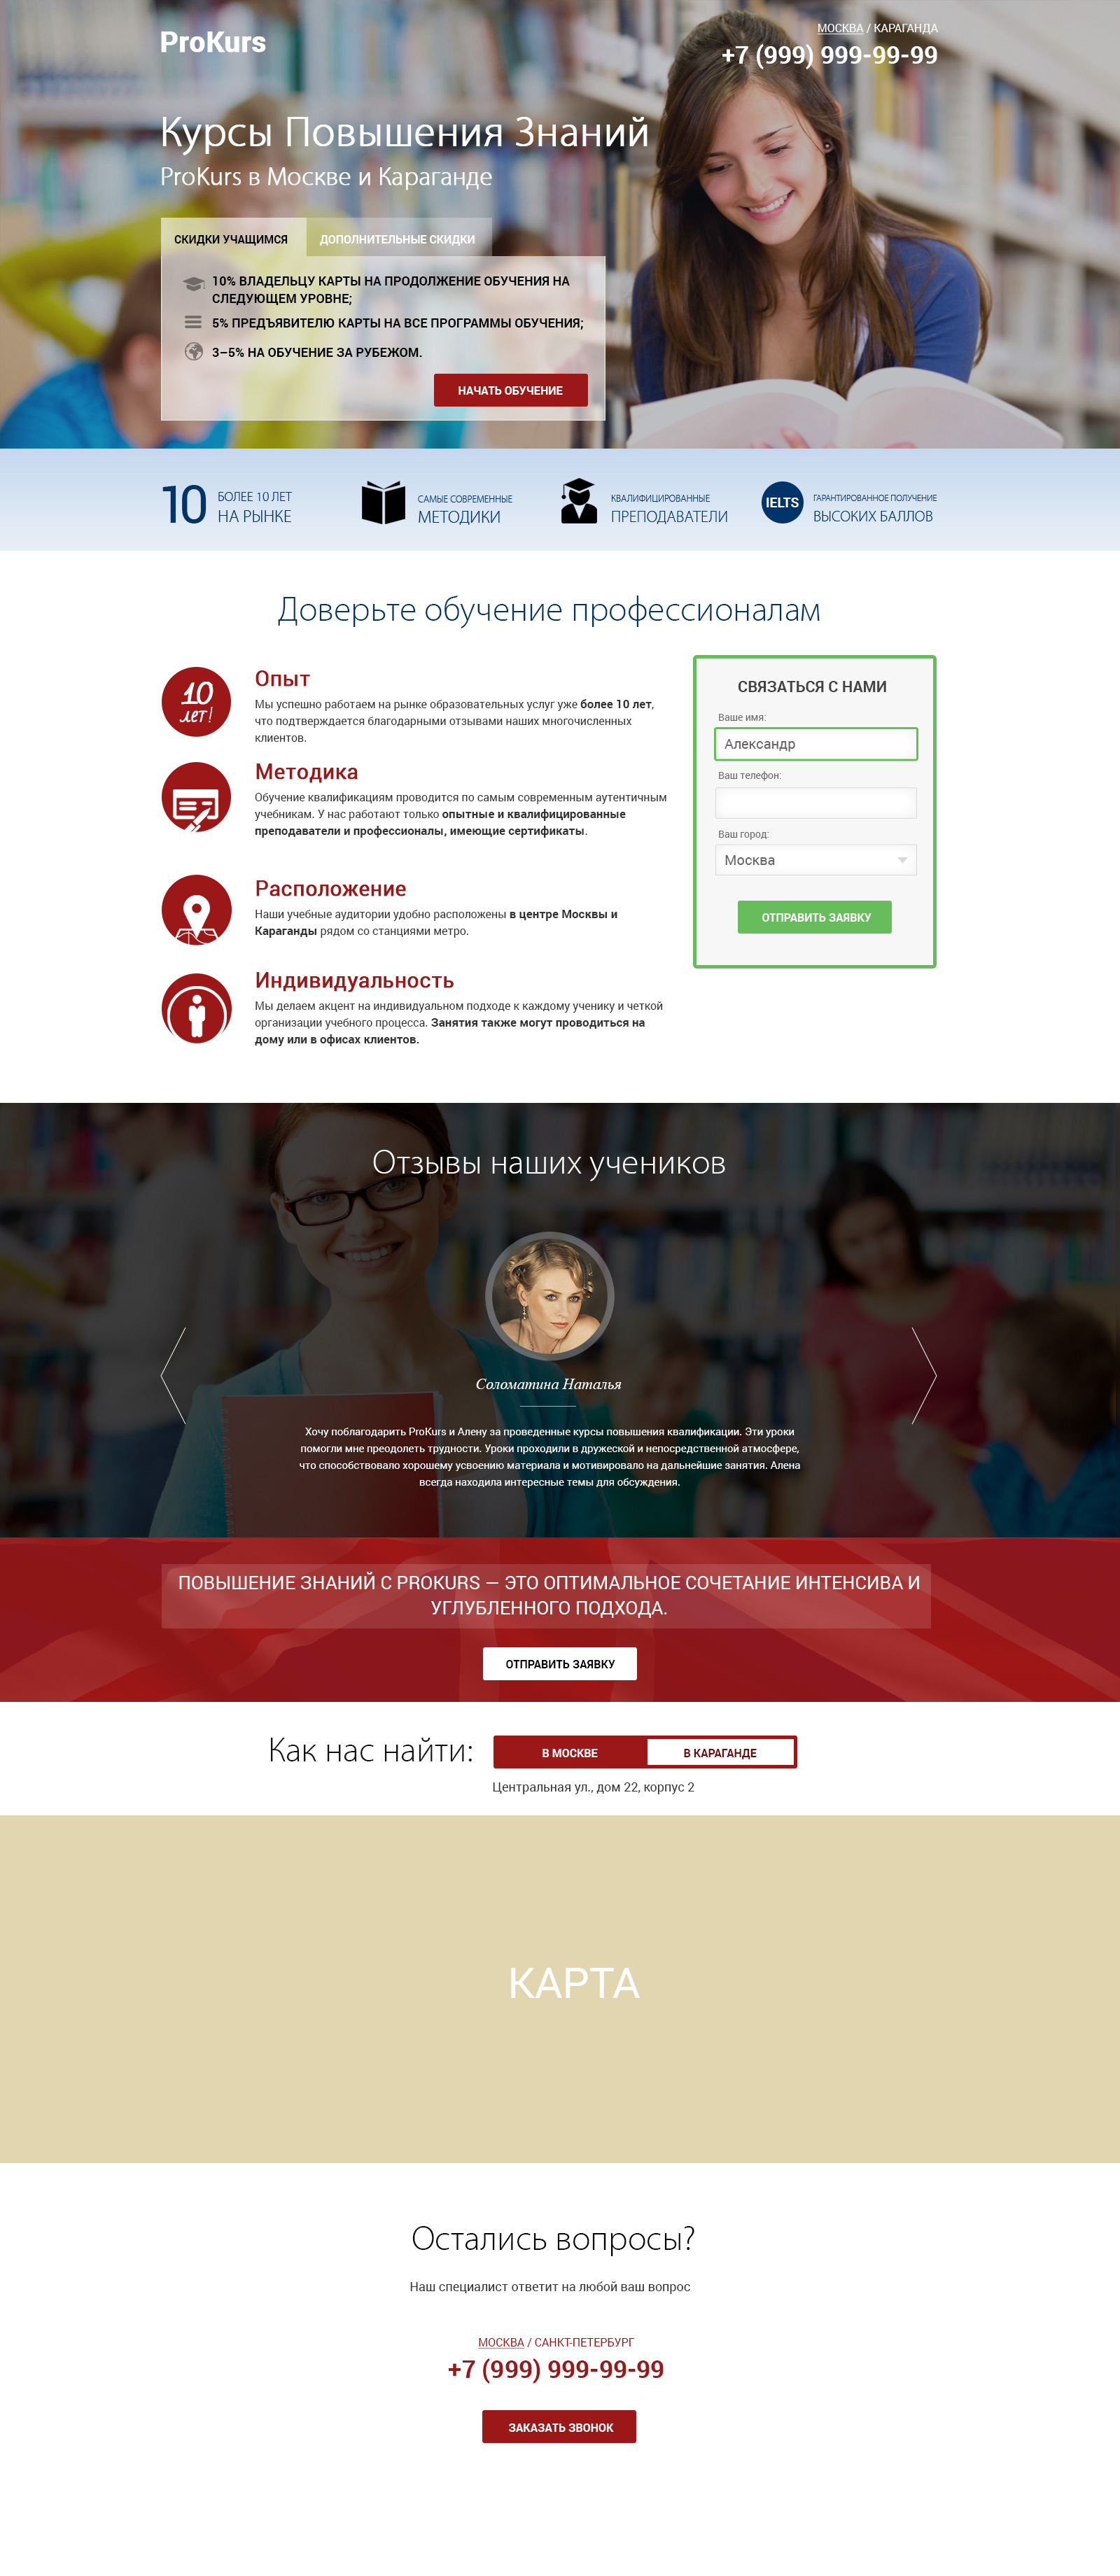 ProKurs
МОСКВА / КАРАГАНДА
+7 (999) 999-99-99
Курсы Повышения Знаний
ProKurs в Москве и Караганде
СКИДКИ УЧАЩИМСЯ
ДОПОЛНИТЕЛЬНЫЕ СКИДКИ
10% ВЛАДЕЛЬЦУ КАРТЫ НА ПРОДОЛЖЕНИЕ ОБУЧЕНИЯ НА
СЛЕДУЮЩЕМ УРОВНЕ;
5% ПРЕДЪЯВИТЕЛЮ КАРТЫ НА ВСЕ ПРОГРАММЫ ОБУЧЕНИЯ;
3–5% НА ОБУЧЕНИЕ ЗА РУБЕЖОМ.
НАЧАТЬ ОБУЧЕНИЕ
10
БОЛЕЕ 10 ЛЕТ
НА РЫНКЕ
САМЫЕ СОВРЕМЕННЫЕ
МЕТОДИКИ
КВАЛИФИЦИРОВАННЫЕ
ПРЕПОДАВАТЕЛИ
IELTS
ГАРАНТИРОВАННОЕ ПОЛУЧЕНИЕ
ВЫСОКИХ БАЛЛОВ
Доверьте обучение профессионалам
10
лет!
Опыт
Мы успешно работаем на рынке образовательных услуг уже более 10 лет,
что подтверждается благодарными отзывами наших многочисленных
клиентов.
Методика
Обучение квалификациям проводится по самым современным аутентичным
учебникам. У нас работают только опытные и квалифицированные
преподаватели и профессионалы, имеющие сертификаты.
Расположение
Наши учебные аудитории удобно расположены в центре Москвы и
Караганды рядом со станциями метро.
Индивидуальность
Мы делаем акцент на индивидуальном подходе к каждому ученику и четкой
организации учебного процесса. Занятия также могут проводиться на
дому или в офисах клиентов.
СВЯЗАТЬСЯ С НАМИ
Ваше имя:
Александр
Ваш телефон:
Ваш город:
Москва
ОТПРАВИТЬ ЗАЯВКУ
Отзывы наших учеников
Соломатина Наталья
Хочу поблагодарить ProKurs и Алену за проведенные курсы повышения квалификации. Эти уроки
помогли мне преодолеть трудности. Уроки проходили в дружеской и непосредственной атмосфере,
что способствовало хорошему усвоению материала и мотивировало на дальнейшие занятия. Алена
всегда находила интересные темы для обсуждения.
ПОВЫШЕНИЕ ЗНАНИЙ С PROKURS — ЭТО ОПТИМАЛЬНОЕ СОЧЕТАНИЕ ИНТЕНСИВА И
УГЛУБЛЕННОГО ПОДХОДА.
ОТПРАВИТЬ ЗАЯВКУ
Как нас найти:
В МОСКВЕ
В КАРАГАНДЕ
Центральная ул., дом 22, корпус 2
КАРТА
Остались вопросы?
Наш специалист ответит на любой ваш вопрос
МОСКВА / САНКТ-ПЕТЕРБУРГ
+7 (999) 999-99-99
ЗАКАЗАТЬ ЗВОНОК